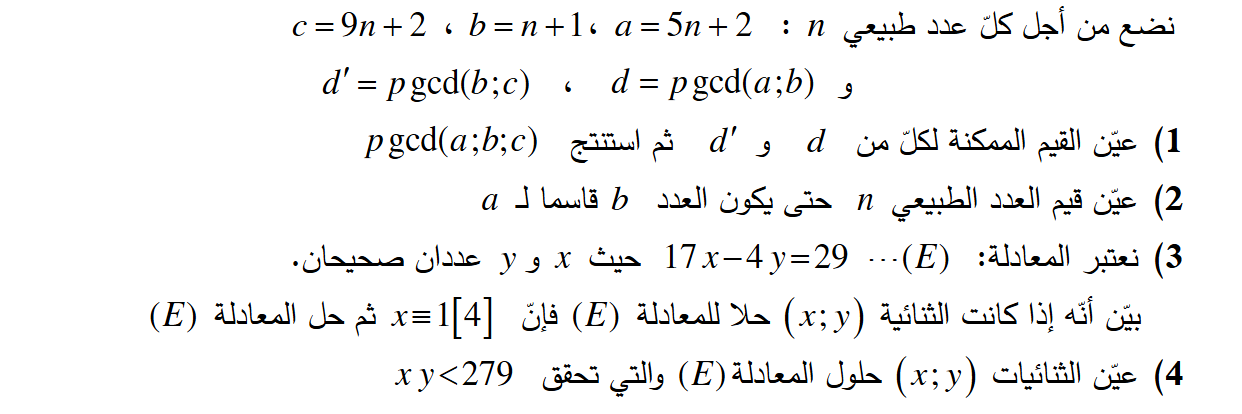 نضع من أجل كلّ عدد طبيعي n : a = 5n + 2 ، b = n + 1 ، c = 9n + 2
و d = pgcd(a;b) ، d′ = pgcd(b;c)
1) عيّن القيم الممكنة لكلّ من d و d′ ثم استنتج pgcd(a;b;c)
2) عيّن قيم العدد الطبيعي n حتى يكون العدد b قاسما لـ a
3) نعتبر المعادلة: 17x−4y=29 ⋯(E) حيث x و y عددان صحيحان.
بيّن أنّه إذا كانت الثنائية (x;y) حلا للمعادلة (E) فإنّ x≡1[4] ثم حل المعادلة (E)
4) عيّن الثنائيات (x;y) حلول المعادلة (E) والتي تحقق xy<279